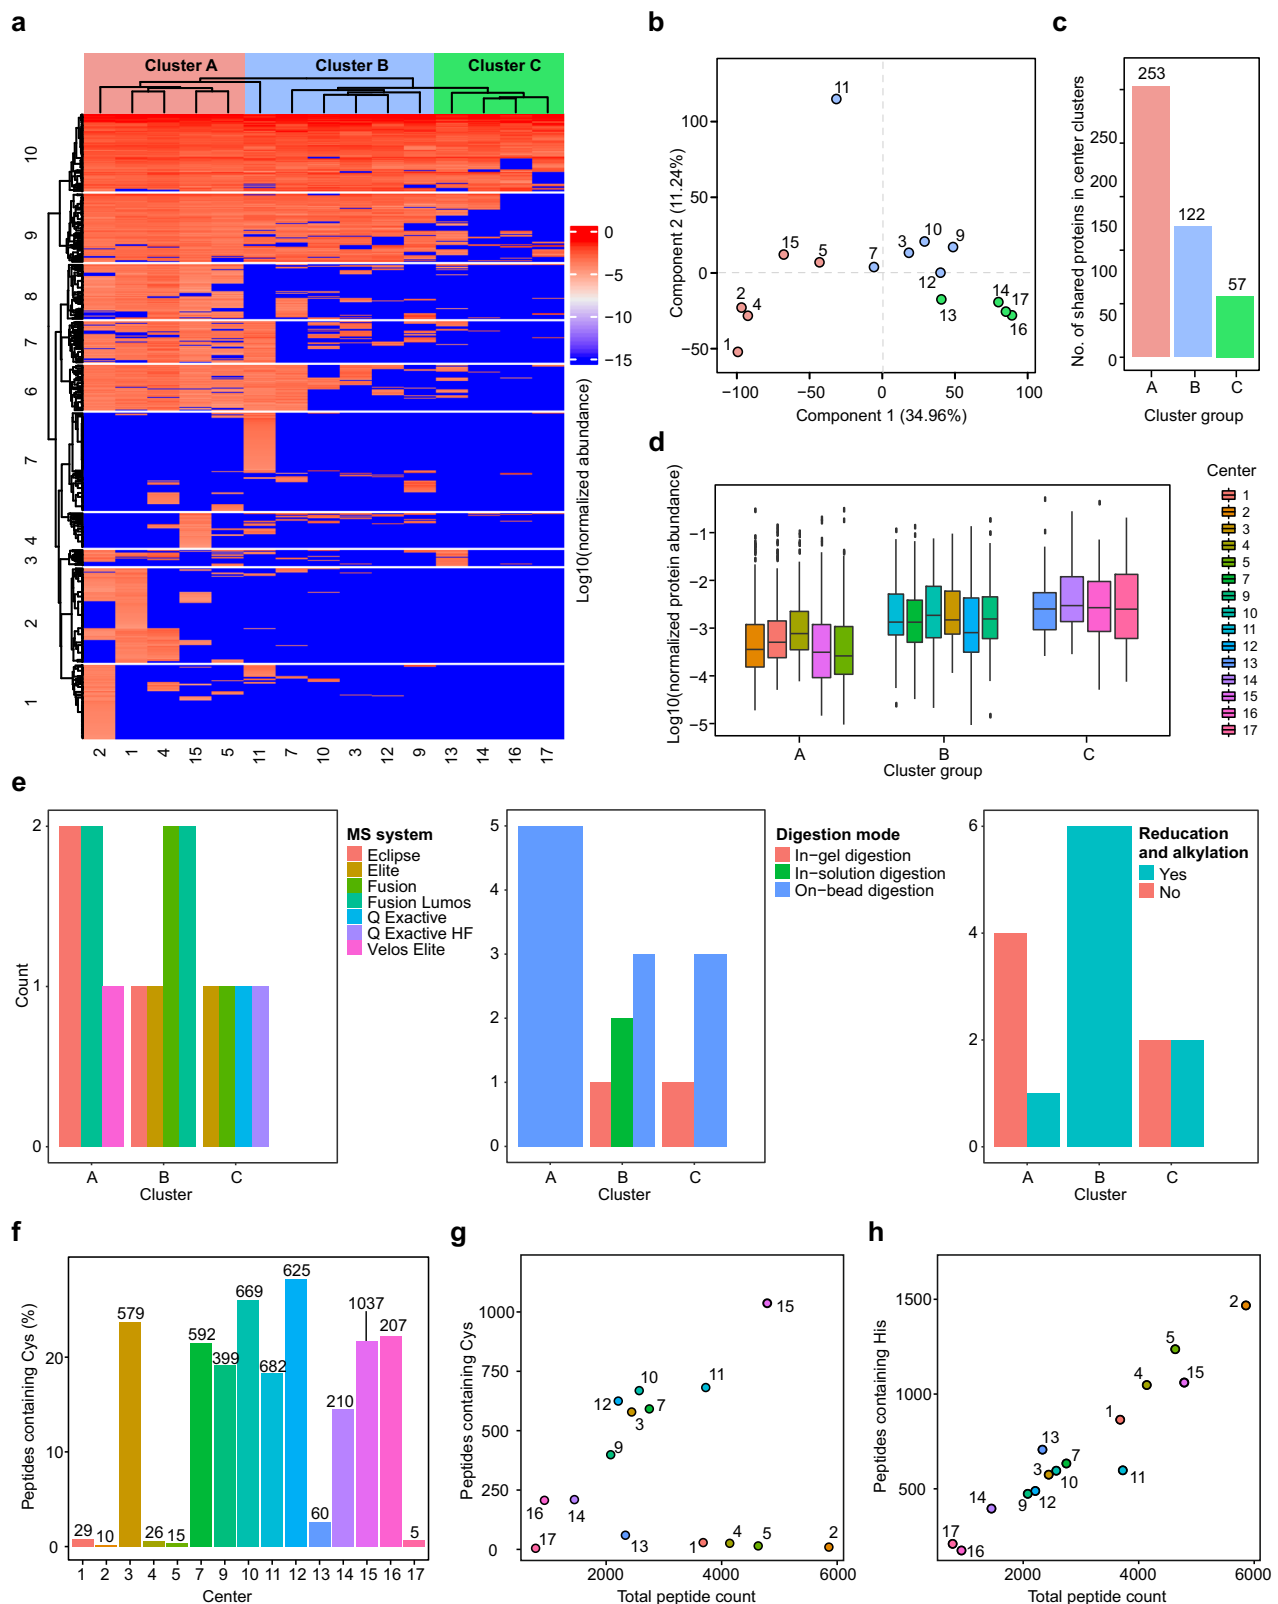 a
Cluster A
Cluster B
Cluster C
10
9
8
7
6
7
4
3
2
1
2 1 4 15 5 11 7 10 3 12 9 13 14 16 17
0
−5
−10
−15
Log10(normalized abundance)
b
Component 2 (11.24%)
100
50
0
−50
11
15
5
7
3
10
9
12
13
14
17
16
2
4
1
−100 −50 0 50 100
Component 1 (34.96%)
c
No. of shared proteins in center clusters
250
200
150
100
50
0
253
122
57
A B C
Cluster group
d
Log10(normalized protein abundance)
−1
−2
−3
−4
−5
A B C
Cluster group
Center
1
2
3
4
5
7
9
10
11
12
13
14
15
16
17
e
Count
2
1
0
A B C
Cluster
MS system
Eclipse
Elite
Fusion
Fusion Lumos
Q Exactive
Q Exactive HF
Velos Elite
5
4
3
2
1
0
A B C
Cluster
Digestion mode
In−gel digestion
In−solution digestion
On−bead digestion
6
4
2
0
A B C
Cluster
Reducation
and alkylation
Yes
No
f
Peptides containing Cys (%)
20
10
0
29
10
579
26
15
592
399
669
682
625
60
210
1037
207
5
1 2 3 4 5 7 9 10 11 12 13 14 15 16 17
Center
g
Peptides containing Cys
1000
750
500
250
0
15
10
11
12
3
7
9
16
14
17
13
1
4
5
2
2000 4000 6000
Total peptide count
h
Peptides containing His
1500
1000
500
2
5
4
15
1
13
7
3
10
11
9
12
14
17
16
2000 4000 6000
Total peptide count